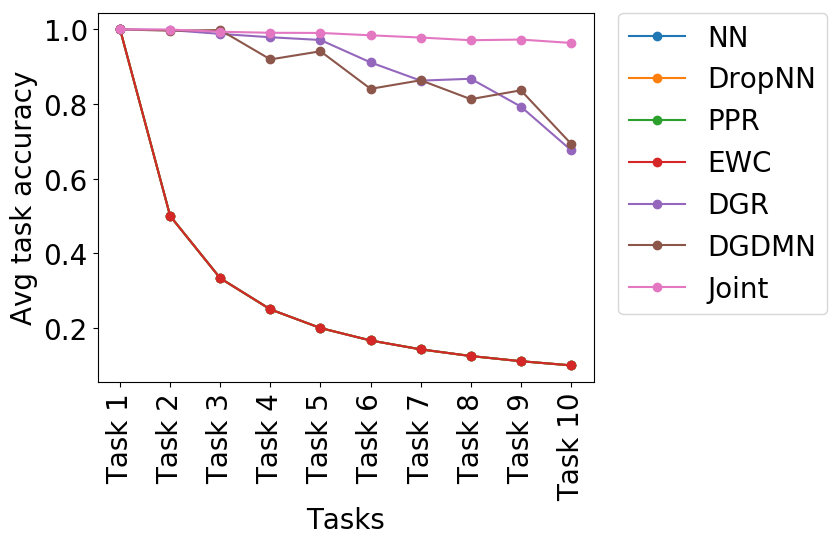 Avg task accuracy
1.0
0.8
0.6
0.4
0.2
Task 1
Task 2
Task 3
Task 4
Task 5
Task 6
Task 7
Task 8
Task 9
Task 10
Tasks
NN
DropNN
PPR
EWC
DGR
DGDMN
Joint